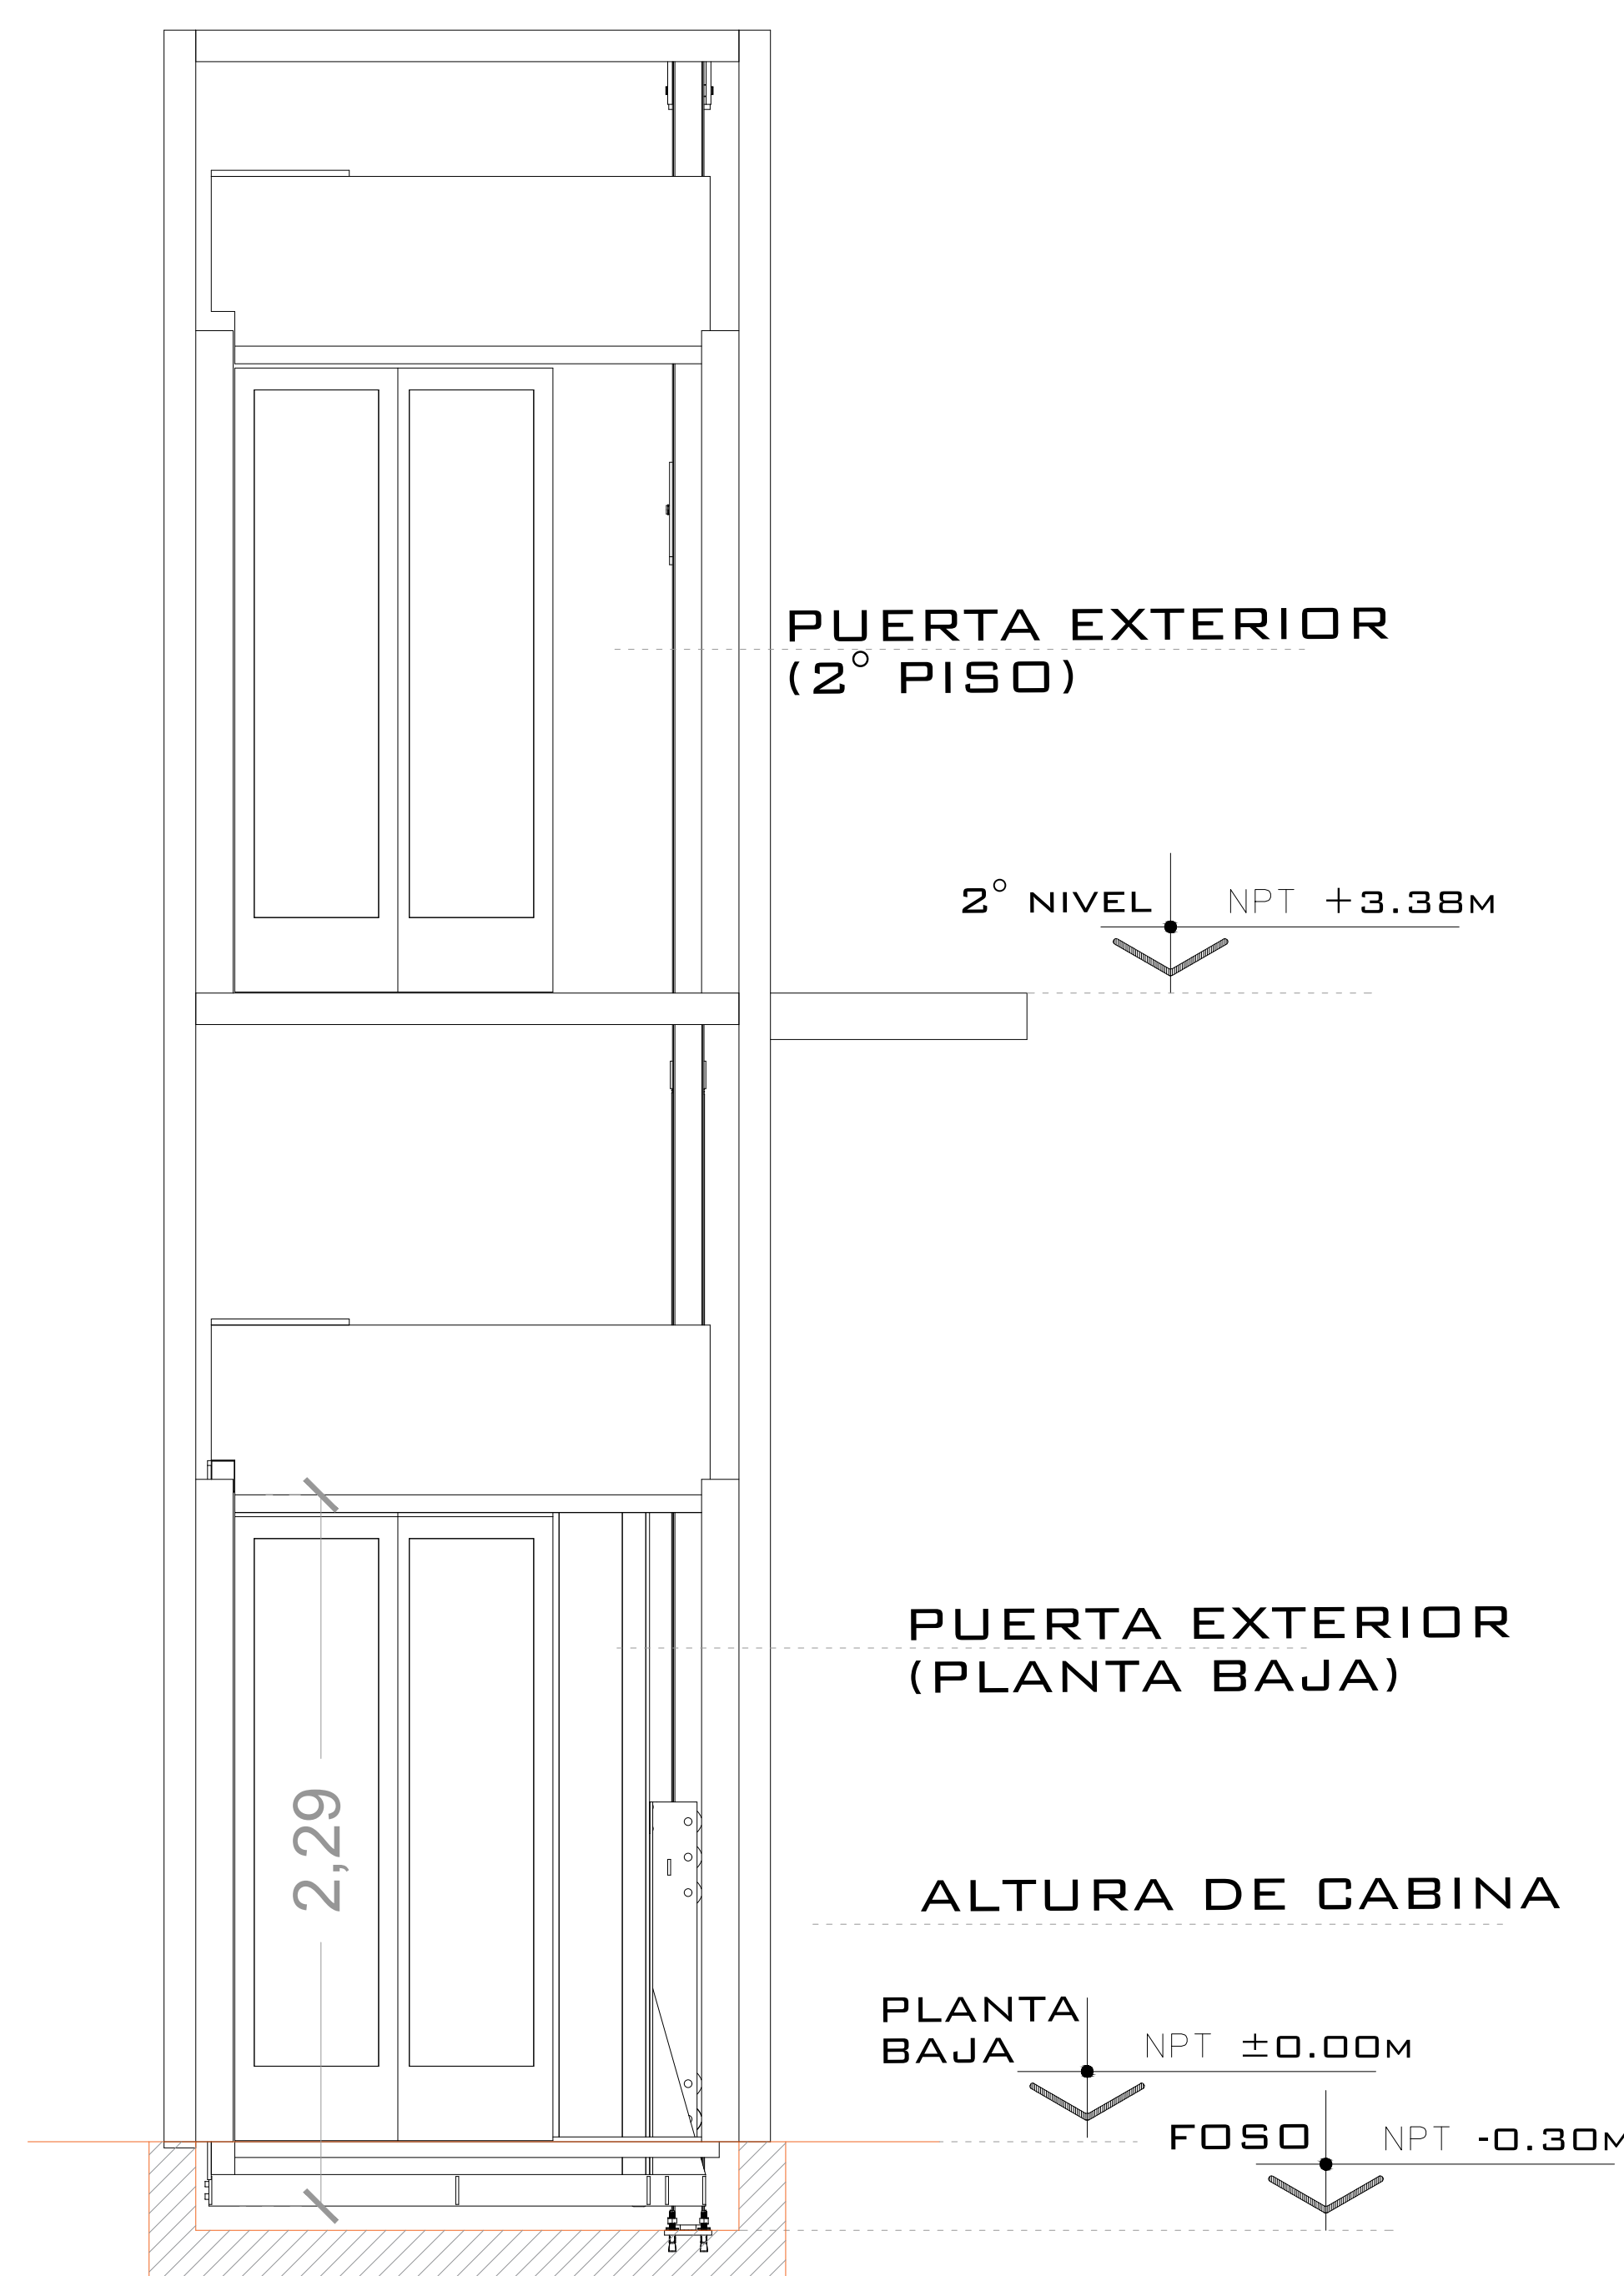 PUERTA EXTERIOR
(2° PISO)
2° NIVEL NPT +3.38M
PUERTA EXTERIOR
(PLANTA BAJA)
2,29
ALTURA DE CABINA
PLANTA
BAJA NPT ±0.00M
FOSO NPT -0.30M